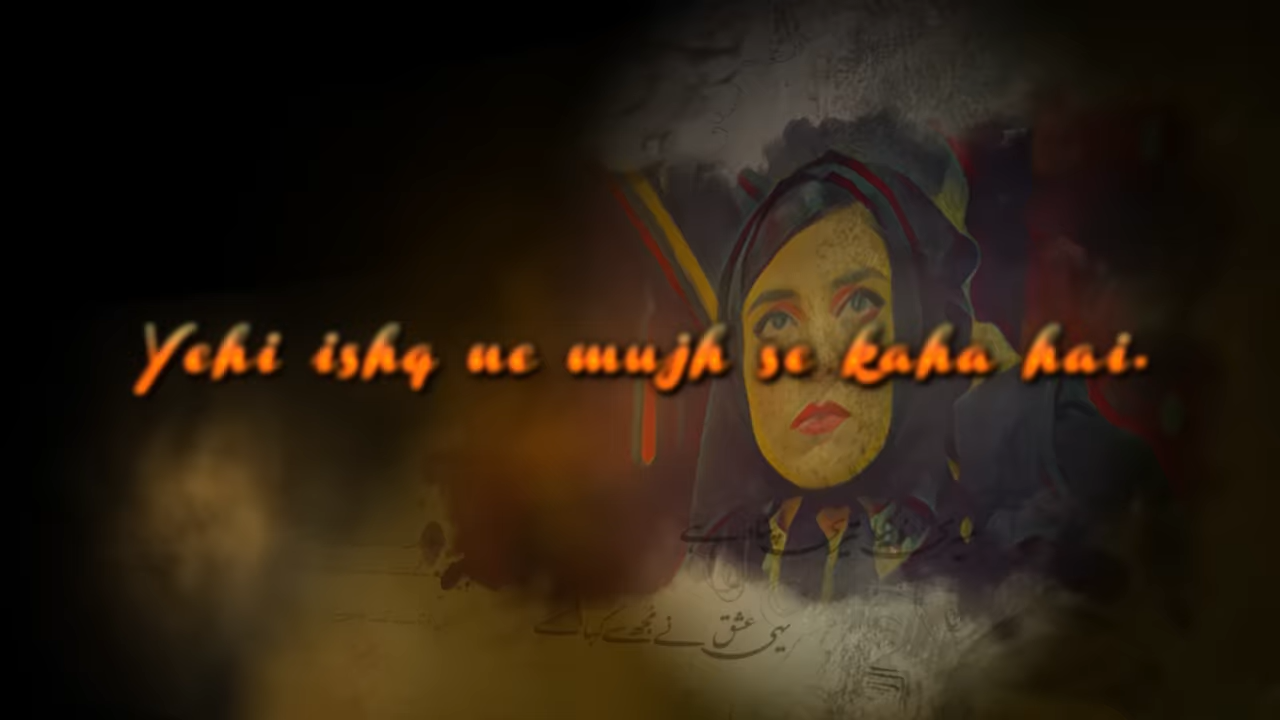 Yehi ishq ne mujh se kaha hai.
یہی عشق نے مجھ سے کہا ہے